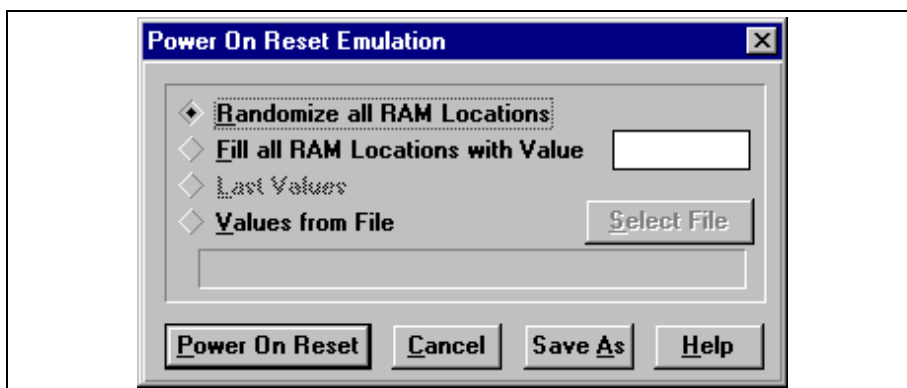 Power On Reset Emulation
Randomize all RAM Locations
Fill all RAM Locations with Value
Last Values
Values from File
Select File
Power On Reset Cancel Save As Help